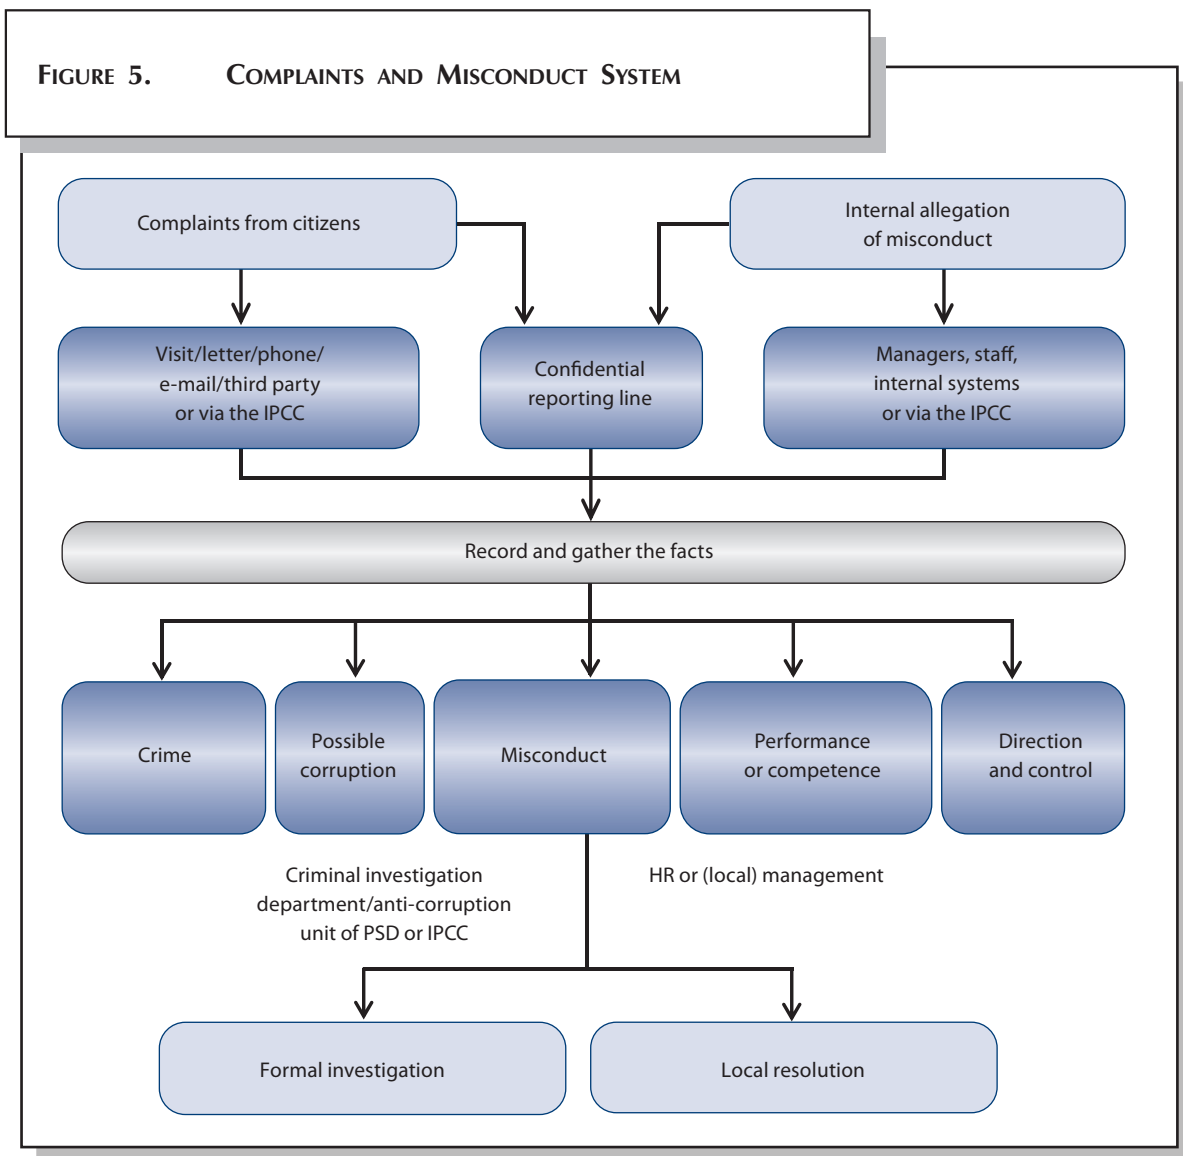 FIGURE 5. COMPLAINTS AND MISCONDUCT SYSTEM
Complaints from citizens
Internal allegation
of misconduct
Visit/letter/phone/
e-mail/third party
or via the IPCC
Confidential
reporting line
Managers, staff,
internal systems
or via the IPCC
Record and gather the facts
Crime
Possible
corruption
Misconduct
Performance
or competence
Direction
and control
Criminal investigation
department/anti-corruption
unit of PSD or IPCC
HR or (local) management
Formal investigation
Local resolution